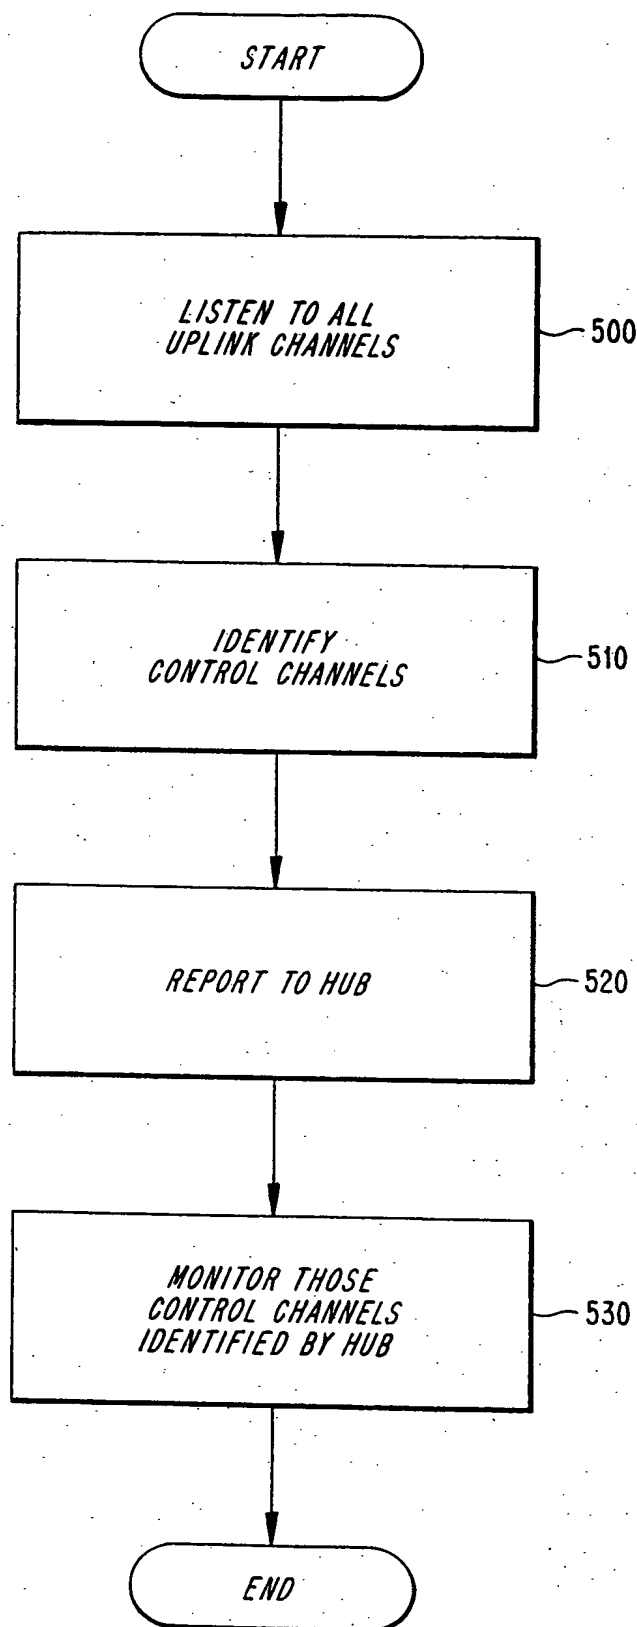 START
LISTEN TO ALL
UPLINK CHANNELS
500
IDENTIFY
CONTROL CHANNELS
510
REPORT TO HUB
520
MONITOR THOSE
CONTROL CHANNELS
IDENTIFIED BY HUB
530
END